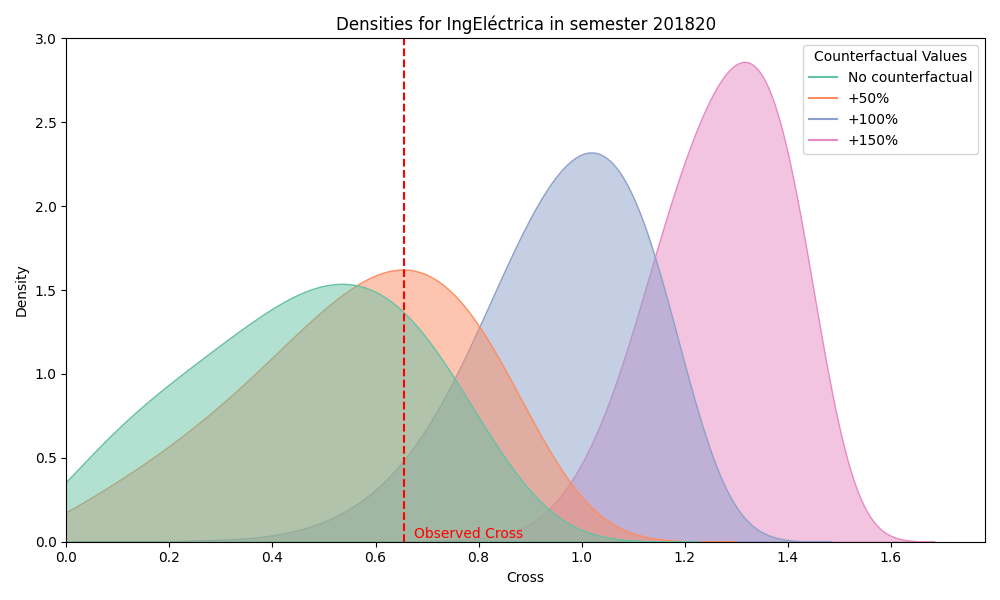 Densities for IngEléctrica in semester 201820
Counterfactual Values
No counterfactual
+50%
+100%
+150%
Density
3.0
2.5
2.0
1.5
1.0
0.5
0.0
Observed Cross
0.0 0.2 0.4 0.6 0.8 1.0 1.2 1.4 1.6
Cross